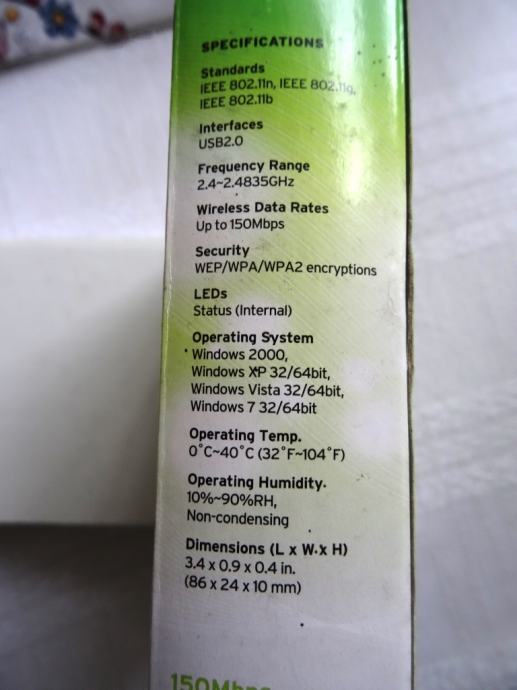 SPECIFICATIONS
Standards
IEEE 802.11n, IEEE 802.11g,
IEEE 802.11b
Interfaces
USB2.0
Frequency Range
2.4~2.4835GHz
Wireless Data Rates
Up to 150Mbps
Security
WEP/WPA/WPA2 encryptions
LEDs
Status (Internal)
Operating System
Windows 2000,
Windows XP 32/64bit,
Windows Vista 32/64bit,
Windows 7 32/64bit
Operating Temp.
0°C~40°C (32°F~104°F)
Operating Humidity
10%~90%RH,
Non-condensing
Dimensions (L x W x H)
3.4 x 0.9 x 0.4 in.
(86 x 24 x 10 mm)
150Mbps